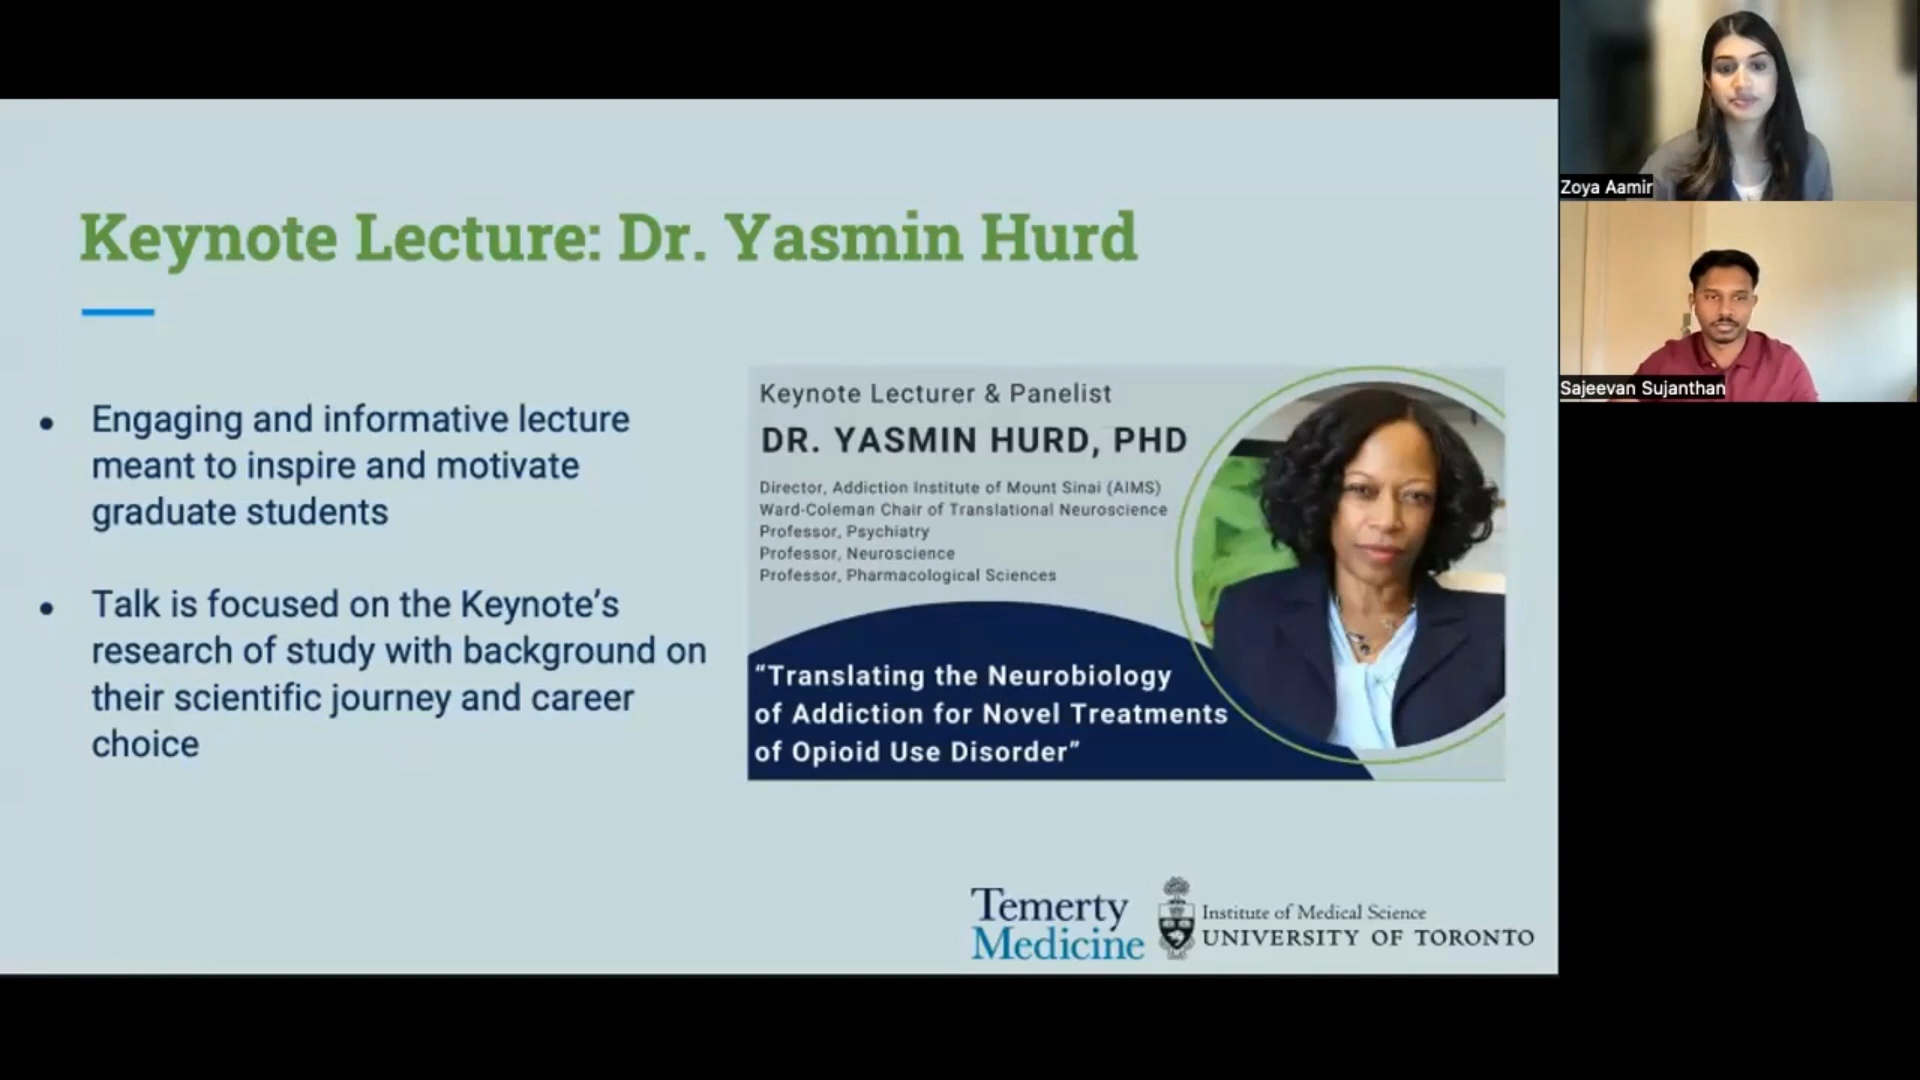 Keynote Lecture: Dr. Yasmin Hurd
• Engaging and informative lecture
meant to inspire and motivate
graduate students
• Talk is focused on the Keynote's
research of study with background on
their scientific journey and career
choice
Keynote Lecturer & Panelist
DR. YASMIN HURD, PHD
Director, Addiction Institute of Mount Sinai (AIMS)
Ward-Coleman Chair of Translational Neuroscience
Professor, Psychiatry
Professor, Neuroscience
Professor, Pharmacological Sciences
“Translating the Neurobiology
of Addiction for Novel Treatments
of Opioid Use Disorder”
Temerty
Medicine
Institute of Medical Science
UNIVERSITY OF TORONTO
Zoya Aamir
Sajeevan Sujanthan